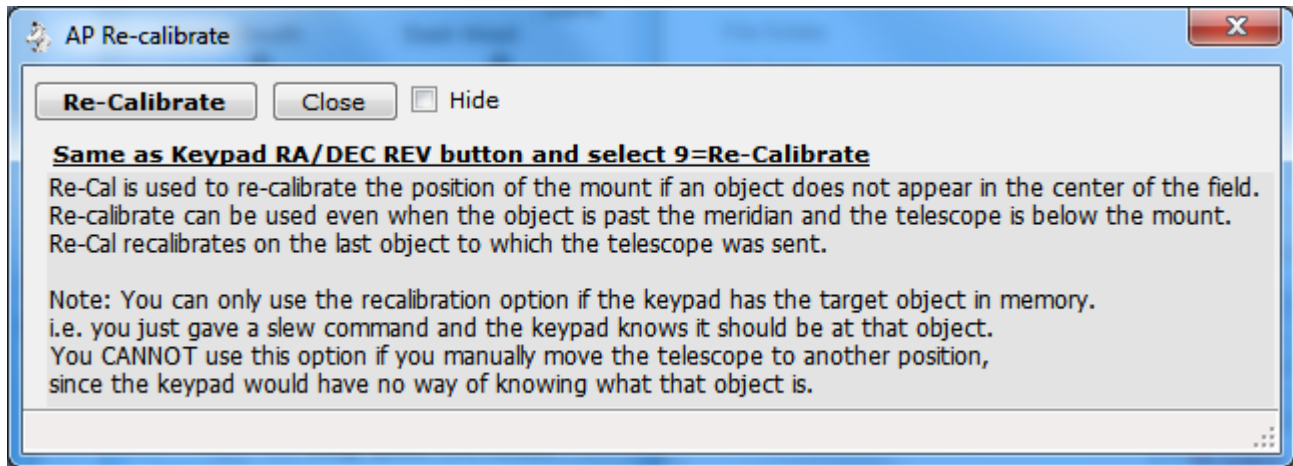 AP Re-calibrate
Re-Calibrate Close Hide
Same as Keypad RA/DEC REV button and select 9=Re-Calibrate
Re-Cal is used to re-calibrate the position of the mount if an object does not appear in the center of the field.
Re-calibrate can be used even when the object is past the meridian and the telescope is below the mount.
Re-Cal recalibrates on the last object to which the telescope was sent.
Note: You can only use the recalibration option if the keypad has the target object in memory.
i.e. you just gave a slew command and the keypad knows it should be at that object.
You CANNOT use this option if you manually move the telescope to another position,
since the keypad would have no way of knowing what that object is.